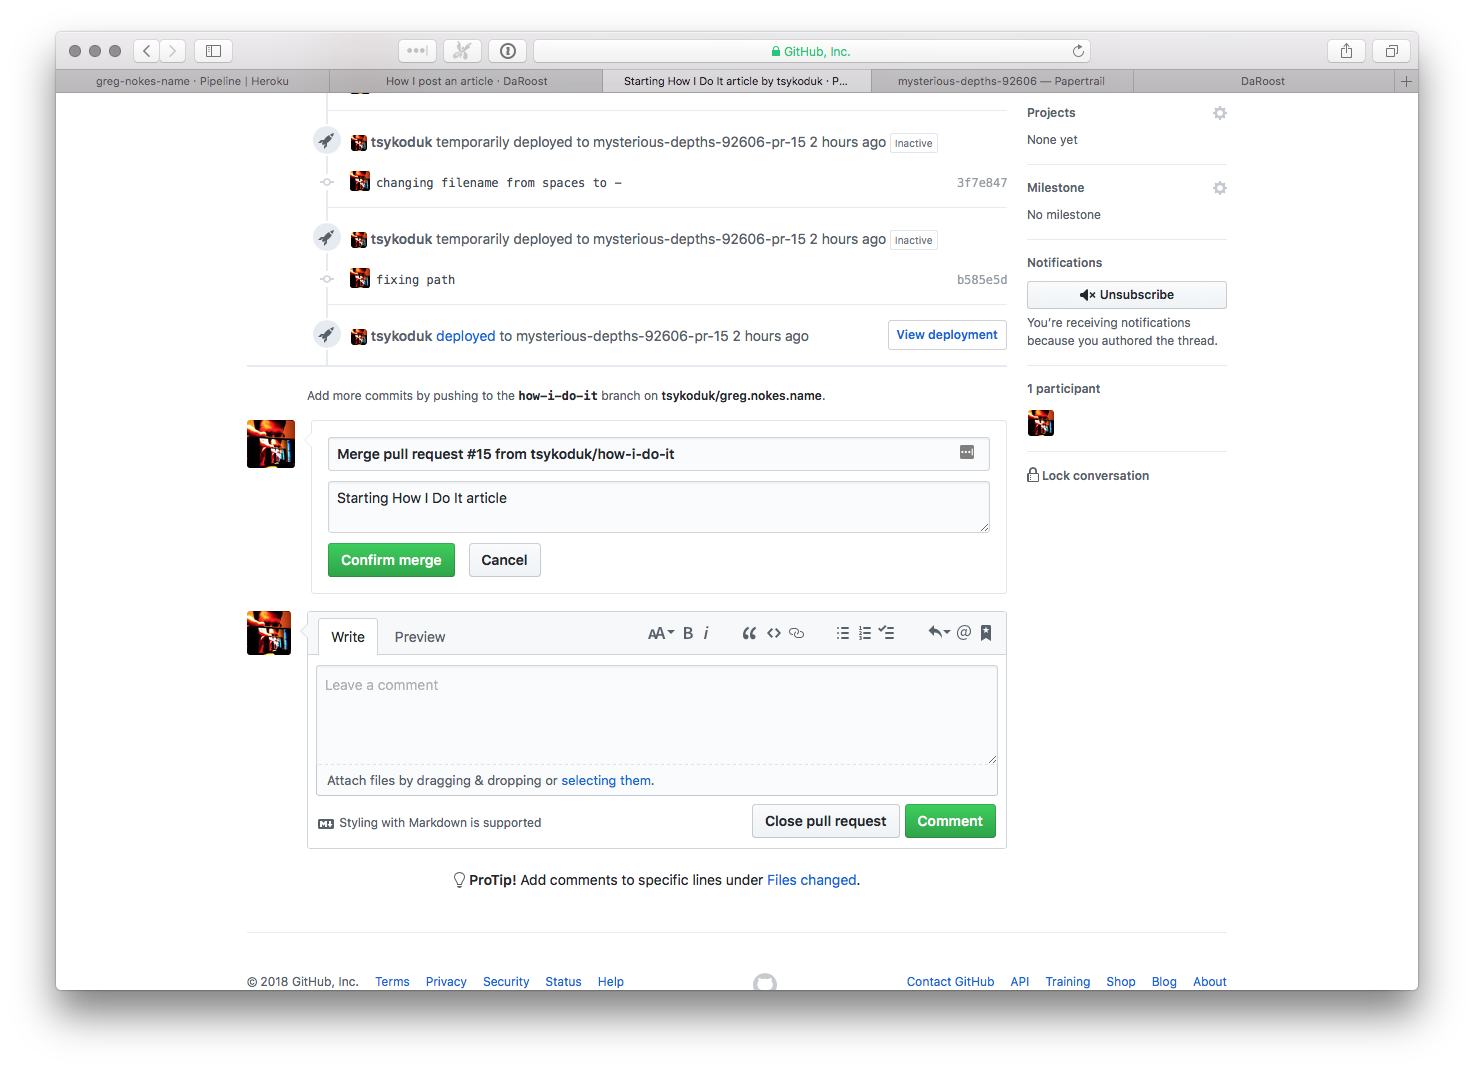 GitHub, Inc.
greg-nokes-name · Pipeline | Heroku
How I post an article · DaRoost
Starting How I Do It article by tsykoduk · P...
mysterious-depths-92606 — Papertrail
DaRoost
tsykoduk temporarily deployed to mysterious-depths-92606-pr-15 2 hours ago Inactive
changing filename from spaces to – 3f7e847
tsykoduk temporarily deployed to mysterious-depths-92606-pr-15 2 hours ago Inactive
fixing path b585e5d
tsykoduk deployed to mysterious-depths-92606-pr-15 2 hours ago View deployment
Add more commits by pushing to the how-i-do-it branch on tsykoduk/greg.nokes.name.
Merge pull request #15 from tsykoduk/how-i-do-it
Starting How I Do It article
Confirm merge Cancel
Write Preview AA B i
Leave a comment
Attach files by dragging & dropping or selecting them.
Styling with Markdown is supported
Close pull request Comment
ProTip! Add comments to specific lines under Files changed.
Projects
None yet
Milestone
No milestone
Notifications
Unsubscribe
You’re receiving notifications
because you authored the thread.
1 participant
Lock conversation
© 2018 GitHub, Inc. Terms Privacy Security Status Help
Contact GitHub API Training Shop Blog About